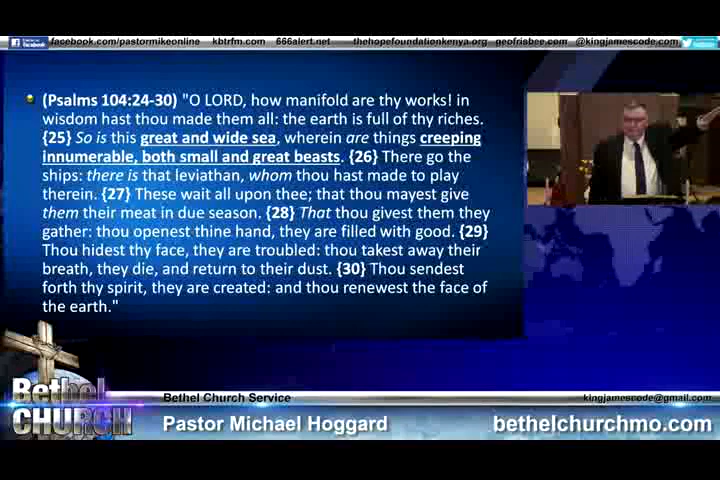 facebook.com/pastormikeonline kbtrfm.com 666alert.net thehopefoundationkenya.org geofrisbee.com @kingjamescode.com twitter
facebook
(Psalms 104:24-30) "O LORD, how manifold are thy works! in
wisdom hast thou made them all: the earth is full of thy riches.
{25} So is this great and wide sea, wherein are things creeping
innumerable, both small and great beasts. {26} There go the
ships: there is that leviathan, whom thou hast made to play
therein. {27} These wait all upon thee; that thou mayest give
them their meat in due season. {28} That thou givest them they
gather: thou openest thine hand, they are filled with good. {29}
Thou hidest thy face, they are troubled: thou takest away their
breath, they die, and return to their dust. {30} Thou sendest
forth thy spirit, they are created: and thou renewest the face of
the earth."
Bethel
CHURCH
Bethel Church Service kingjamescode@gmail.com
Pastor Michael Hoggard bethelchurchmo.com